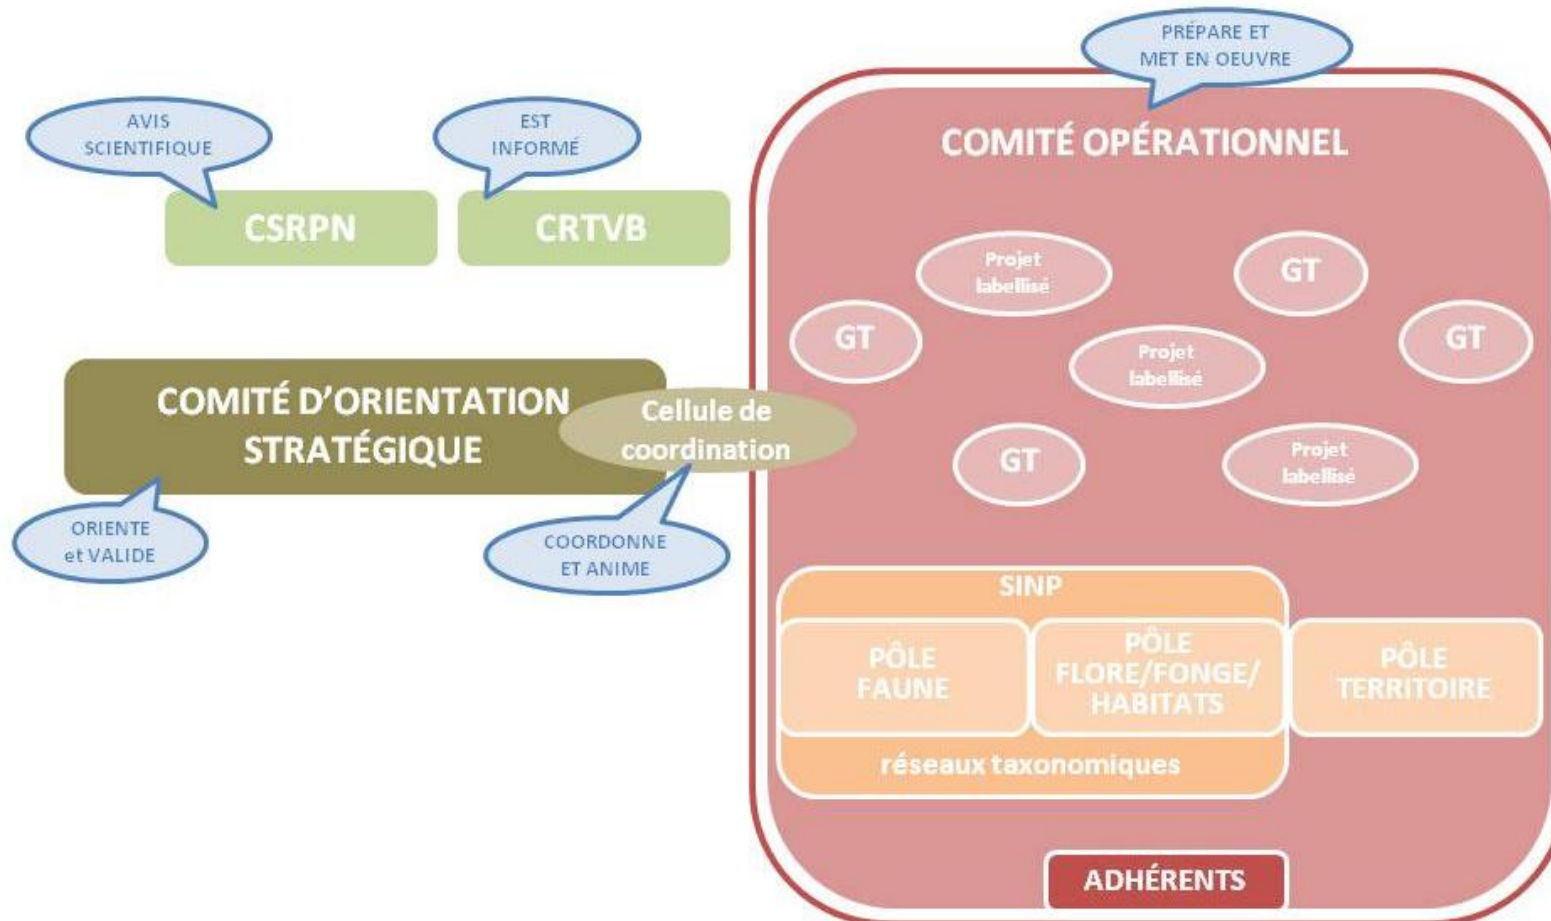 PRÉPARE ET
MET EN OEUVRE
AVIS
SCIENTIFIQUE
EST
INFORMÉ
CSRPN
CRTVB
COMITÉ OPÉRATIONNEL
Projet
labellisé
GT
GT
Projet
labellisé
GT
GT
Projet
labellisé
COMITÉ D’ORIENTATION
STRATÉGIQUE
Cellule de
coordination
ORIENTE
et VALIDE
COORDONNE
ET ANIME
SINP
PÔLE
FAUNE
PÔLE
FLORE/FONGE/
HABITATS
PÔLE
TERRITOIRE
réseaux taxonomiques
ADHÉRENTS